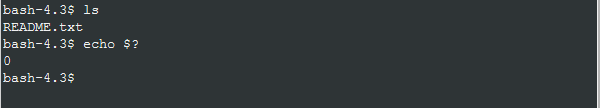 bash-4.3$ ls
README.txt
bash-4.3$ echo $?
0
bash-4.3$